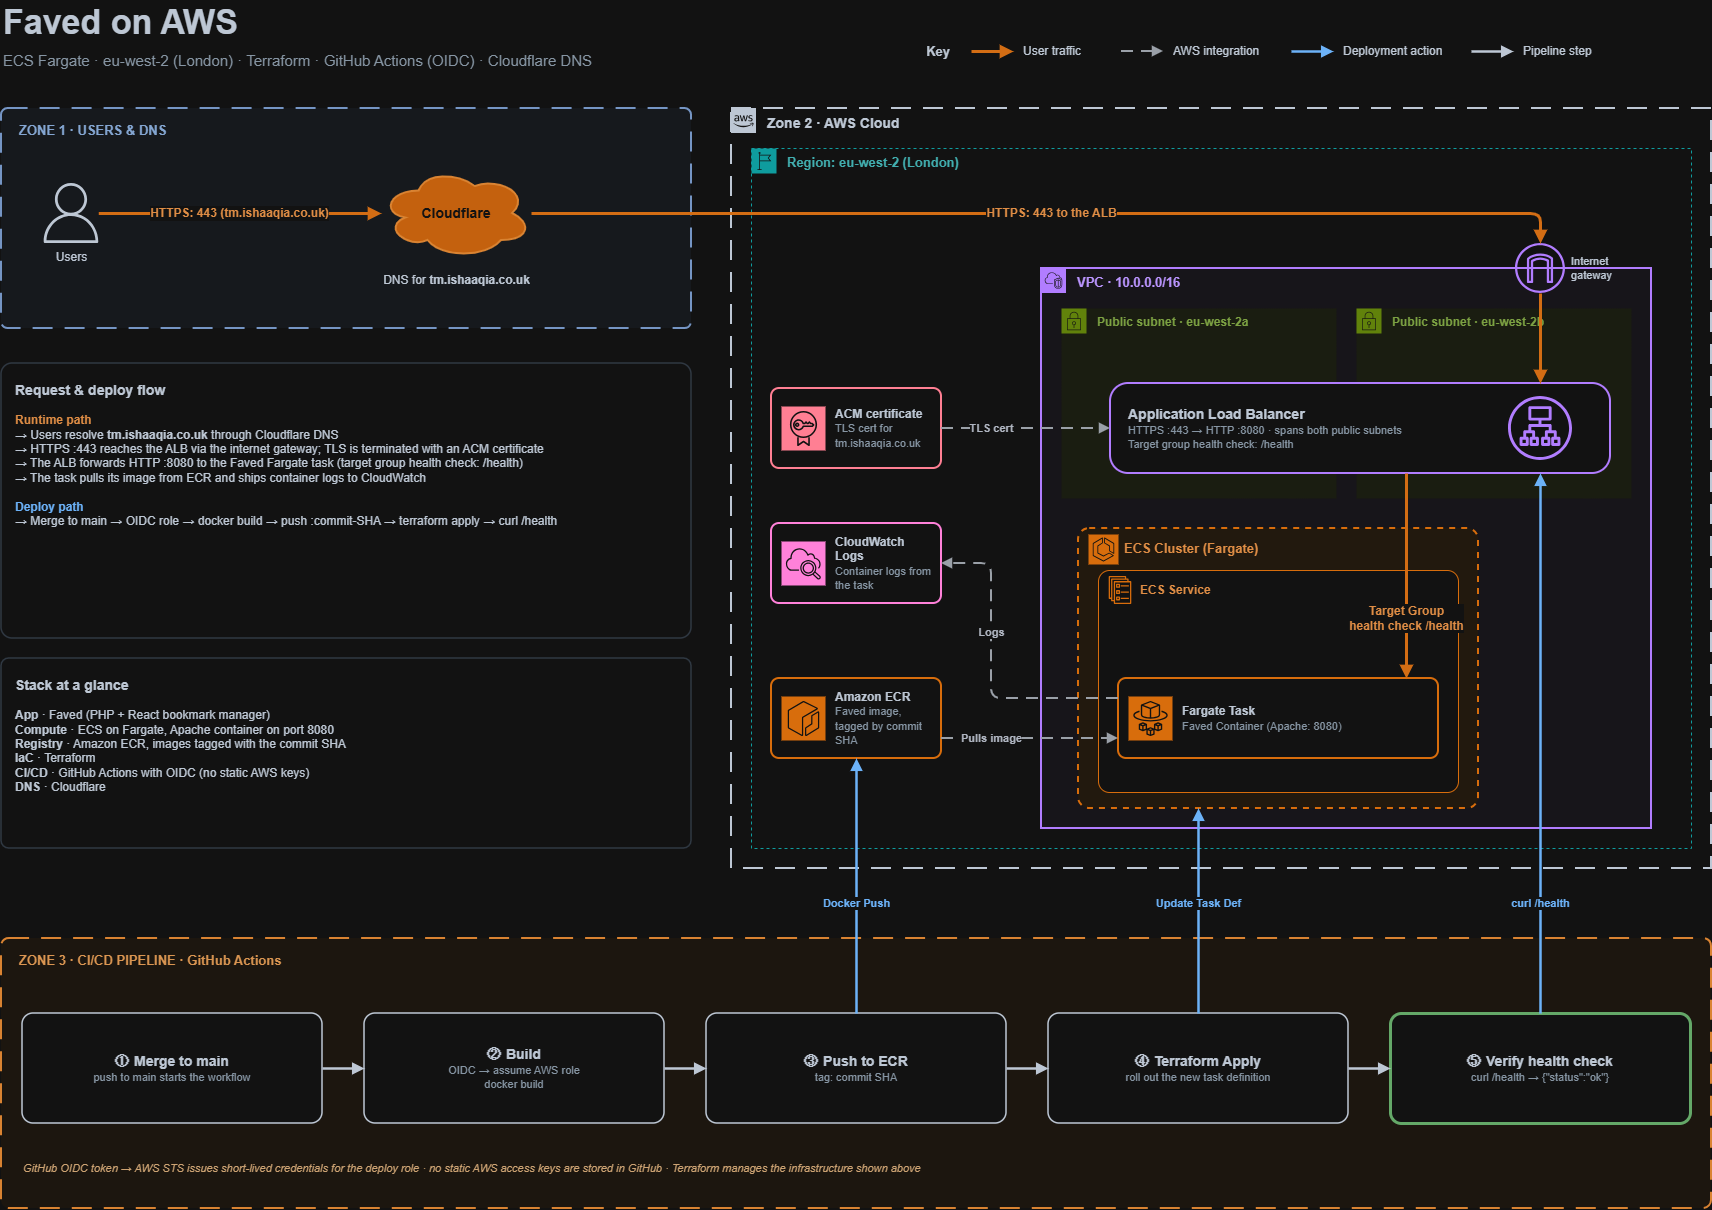 Faved on AWS
ECS Fargate · eu-west-2 (London) · Terraform · GitHub Actions (OIDC) · Cloudflare DNS
Key
User traffic
AWS integration
Deployment action
Pipeline step
ZONE 1 · USERS & DNS
HTTPS: 443 (tm.ishaaqia.co.uk)
Cloudflare
Users
DNS for tm.ishaaqia.co.uk
Request & deploy flow
Runtime path
→ Users resolve tm.ishaaqia.co.uk through Cloudflare DNS
→ HTTPS :443 reaches the ALB via the internet gateway; TLS is terminated with an ACM certificate
→ The ALB forwards HTTP :8080 to the Faved Fargate task (target group health check: /health)
→ The task pulls its image from ECR and ships container logs to CloudWatch
Deploy path
→ Merge to main → OIDC role → docker build → push :commit-SHA → terraform apply → curl /health
Stack at a glance
App · Faved (PHP + React bookmark manager)
Compute · ECS on Fargate, Apache container on port 8080
Registry · Amazon ECR, images tagged with the commit SHA
IaC · Terraform
CI/CD · GitHub Actions with OIDC (no static AWS keys)
DNS · Cloudflare
aws
Zone 2 · AWS Cloud
Region: eu-west-2 (London)
HTTPS: 443 to the ALB
Internet
gateway
VPC · 10.0.0.0/16
Public subnet · eu-west-2a
Public subnet · eu-west-2b
ACM certificate
TLS cert for
tm.ishaaqia.co.uk
TLS cert
Application Load Balancer
HTTPS :443 → HTTP :8080 · spans both public subnets
Target group health check: /health
CloudWatch
Logs
Container logs from
the task
Logs
ECS Cluster (Fargate)
ECS Service
Target Group
health check /health
Amazon ECR
Faved image,
tagged by commit
SHA
Pulls image
Fargate Task
Faved Container (Apache: 8080)
Docker Push
Update Task Def
curl /health
ZONE 3 · CI/CD PIPELINE · GitHub Actions
① Merge to main
push to main starts the workflow
② Build
OIDC → assume AWS role
docker build
③ Push to ECR
tag: commit SHA
④ Terraform Apply
roll out the new task definition
⑤ Verify health check
curl /health → {"status":"ok"}
GitHub OIDC token → AWS STS issues short-lived credentials for the deploy role · no static AWS access keys are stored in GitHub · Terraform manages the infrastructure shown above